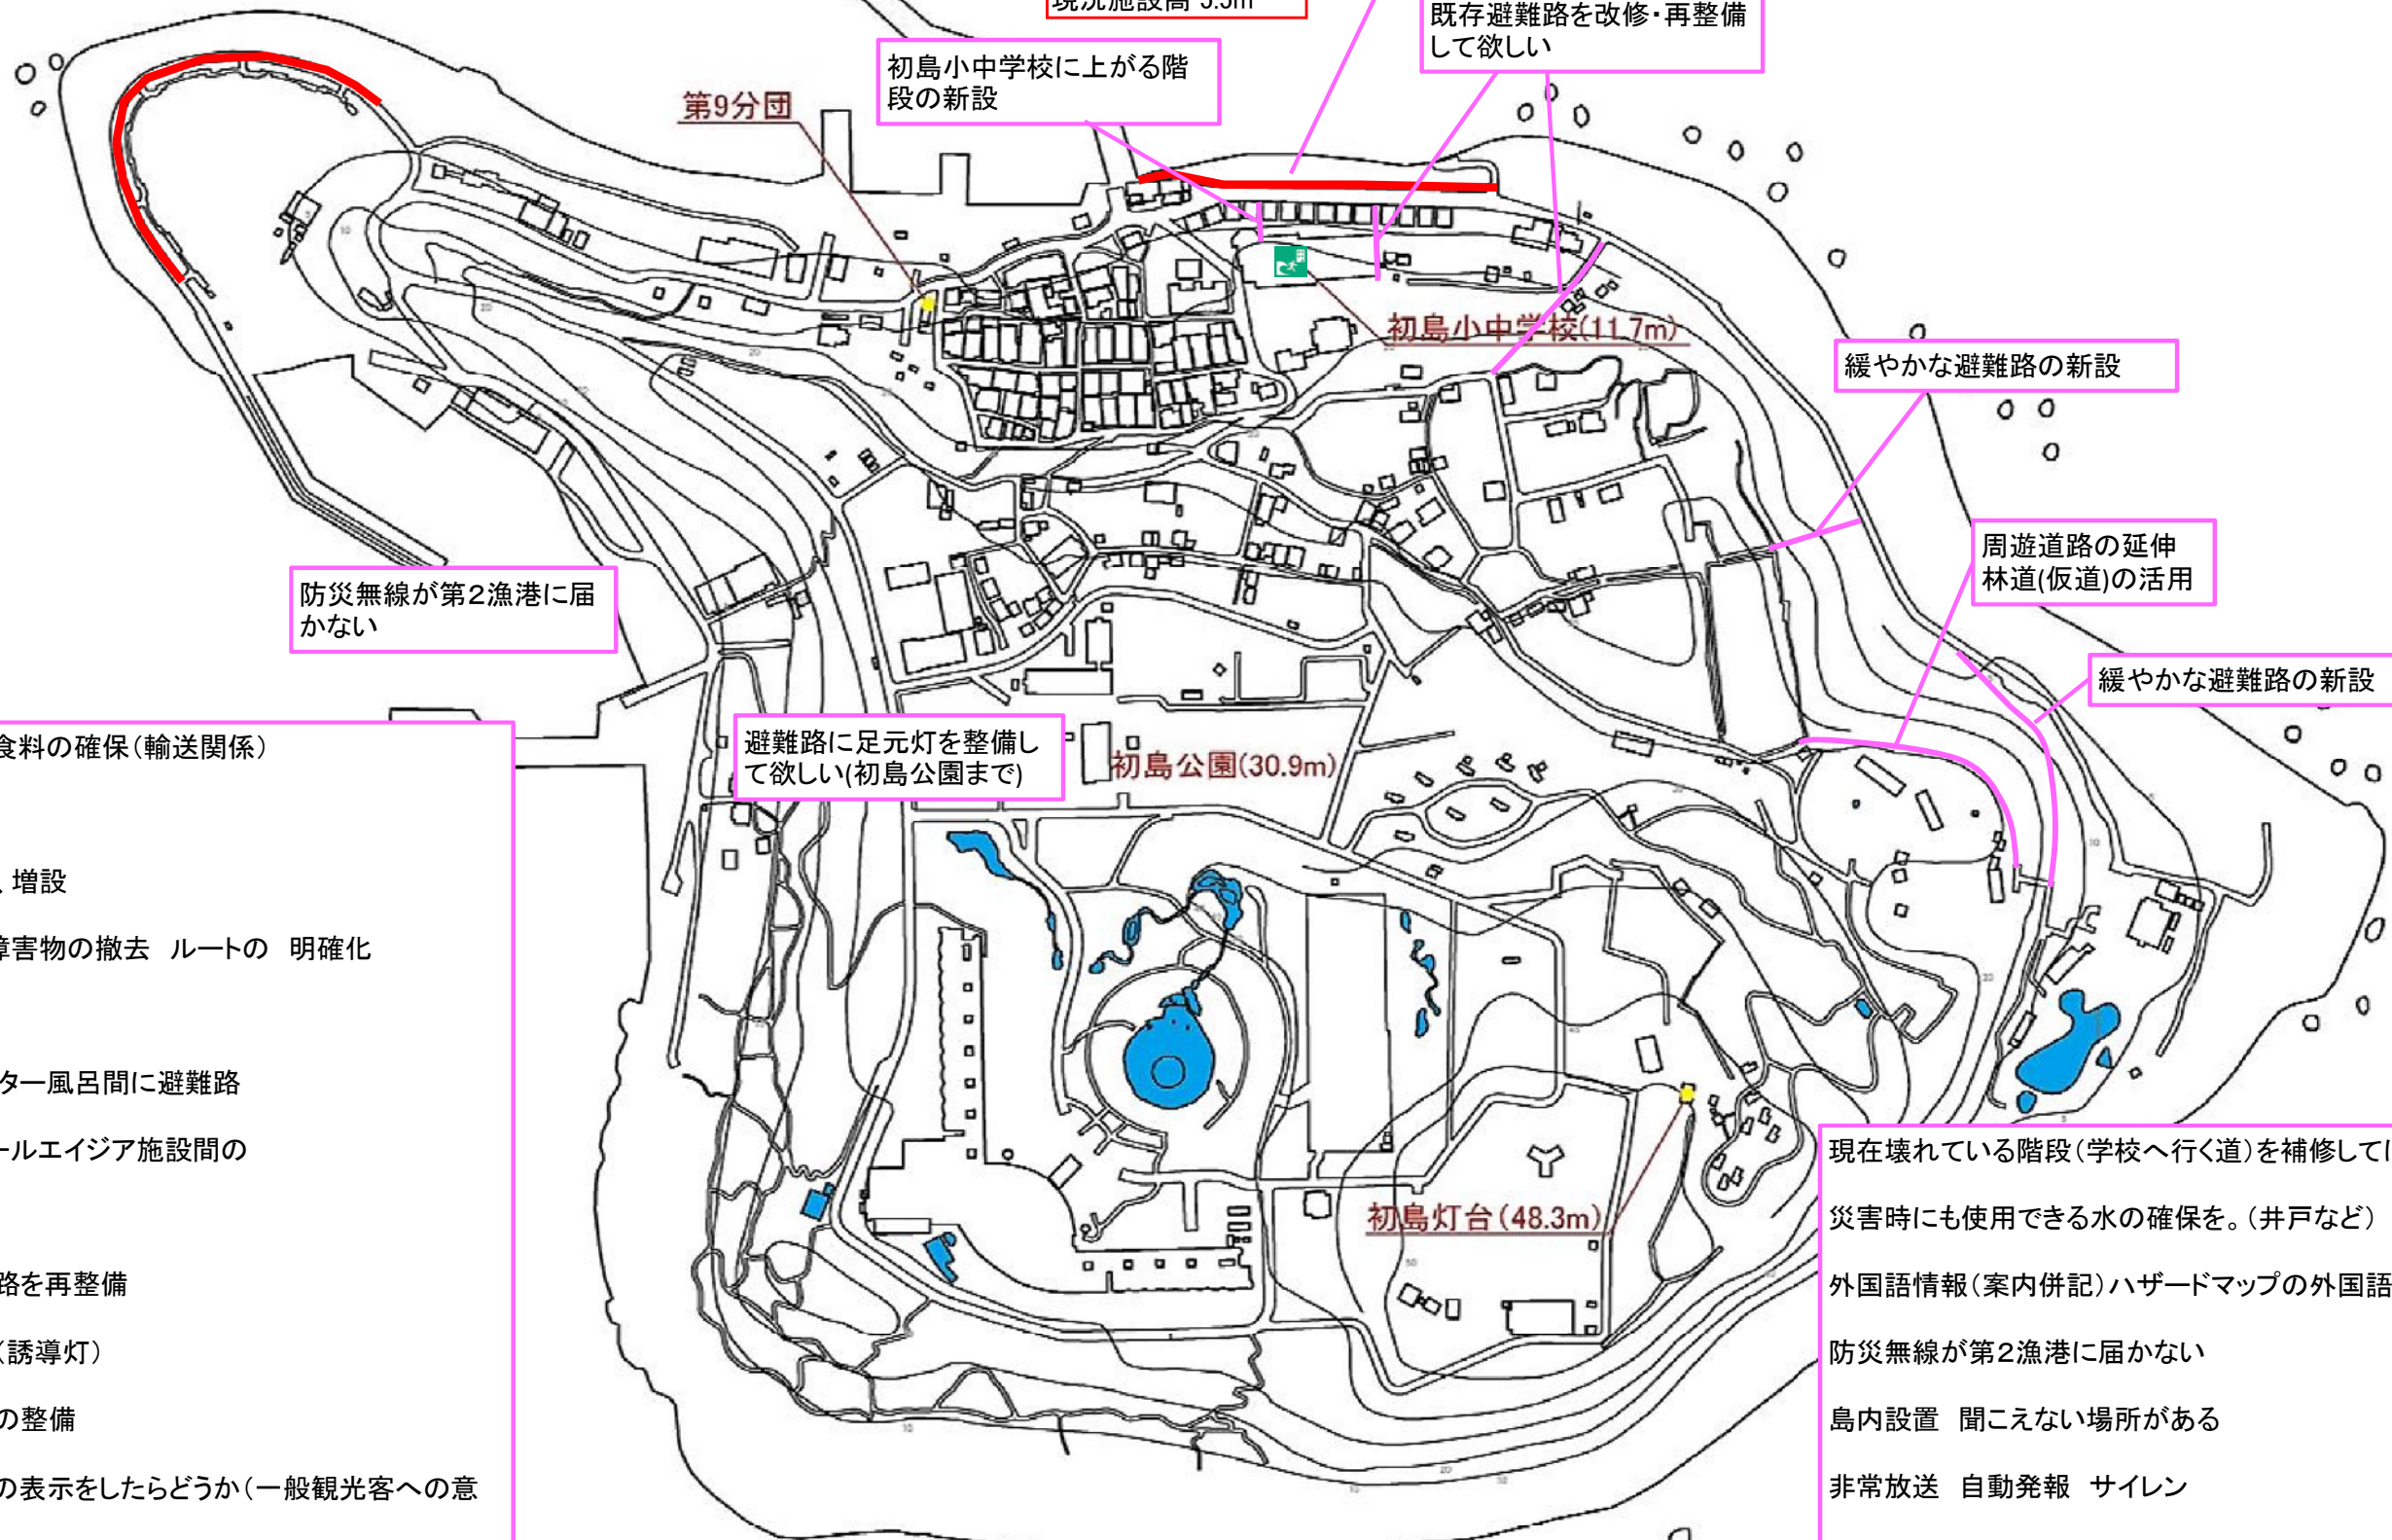 現況施設高 5.5m
既存避難路を改修・再整備
して欲しい
初島小中学校に上がる階
段の新設
第9分団
初島小中学校(11.7m)
緩やかな避難路の新設
周遊道路の延伸
林道(仮道)の活用
防災無線が第2漁港に届
かない
緩やかな避難路の新設
避難路に足元灯を整備し
て欲しい(初島公園まで)
初島公園(30.9m)
食料の確保(輸送関係)
、増設
障害物の撤去 ルートの 明確化
ター風呂間に避難路
ールエイジア施設間の
路を再整備
(誘導灯)
の整備
の表示をしたらどうか(一般観光客への意
初島灯台(48.3m)
現在壊れている階段(学校へ行く道)を補修して
災害時にも使用できる水の確保を。(井戸など)
外国語情報(案内併記)ハザードマップの外国語
防災無線が第2漁港に届かない
島内設置 聞こえない場所がある
非常放送 自動発報 サイレン